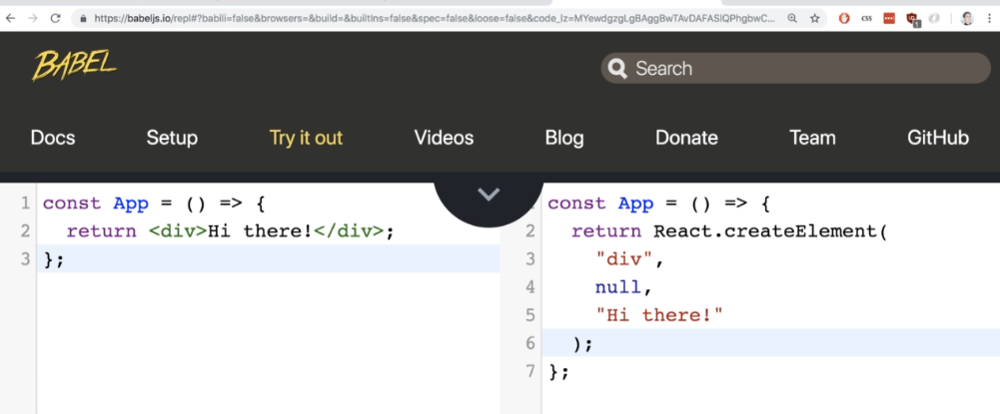 https://babeljs.io/repl#?babili=false&browsers=&build=&builtIns=false&spec=false&loose=false&code_lz=MYewdgzgLgBAggBwTAvDAFASIQPhgbwC...
css
1
BABEL
Search
Docs Setup Try it out Videos Blog Donate Team GitHub
1 const App = () => {
2   return <div>Hi there!</div>;
3 };
const App = () => {
2   return React.createElement(
3     "div",
4     null,
5     "Hi there!"
6   );
7 };